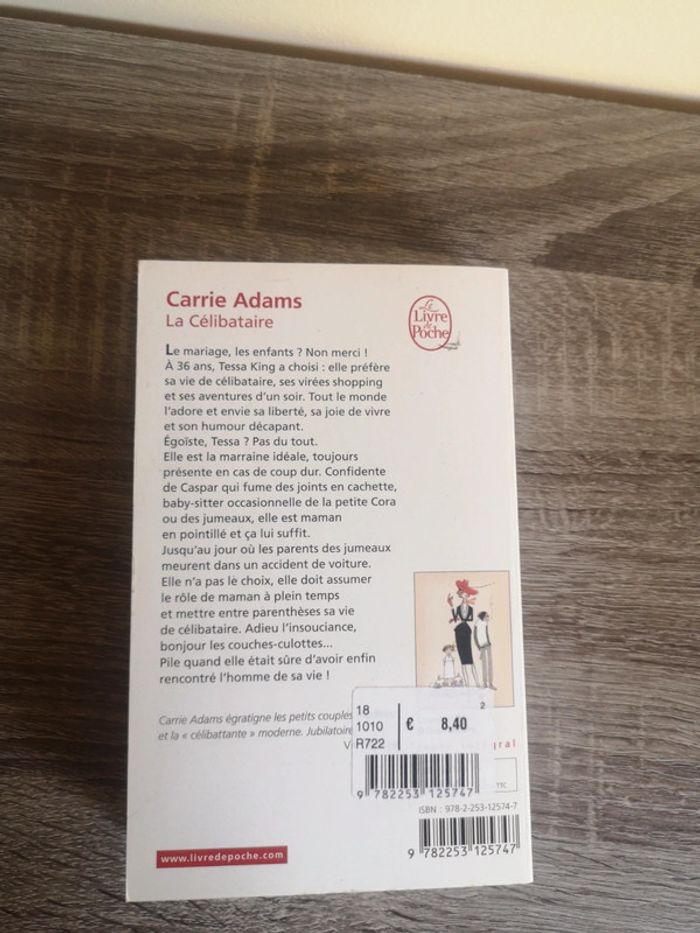 Carrie Adams
La Célibataire
Le
Livre
de
Poche
Le mariage, les enfants ? Non merci !
À 36 ans, Tessa King a choisi : elle préfère
sa vie de célibataire, ses virées shopping
et ses aventures d'un soir. Tout le monde
l'adore et envie sa liberté, sa joie de vivre
et son humour décapant.
Égoïste, Tessa ? Pas du tout.
Elle est la marraine idéale, toujours
présente en cas de coup dur. Confidente
de Caspar qui fume des joints en cachette,
baby-sitter occasionnelle de la petite Cora
ou des jumeaux, elle est maman
en pointillé et ça lui suffit.
Jusqu'au jour où les parents des jumeaux
meurent dans un accident de voiture.
Elle n'a pas le choix, elle doit assumer
le rôle de maman à plein temps
et mettre entre parenthèses sa vie
de célibataire. Adieu l'insouciance,
bonjour les couches-culottes...
Pile quand elle était sûre d'avoir enfin
rencontré l'homme de sa vie !
Carrie Adams égratigne les petits couples
et la « célibattante » moderne. Jubilatoire
2
18
1010
R722
€ 8,40
9 782253 125747
TTC
ISBN : 978-2-253-12574-7
9 782253 125747
www.livredepoche.com